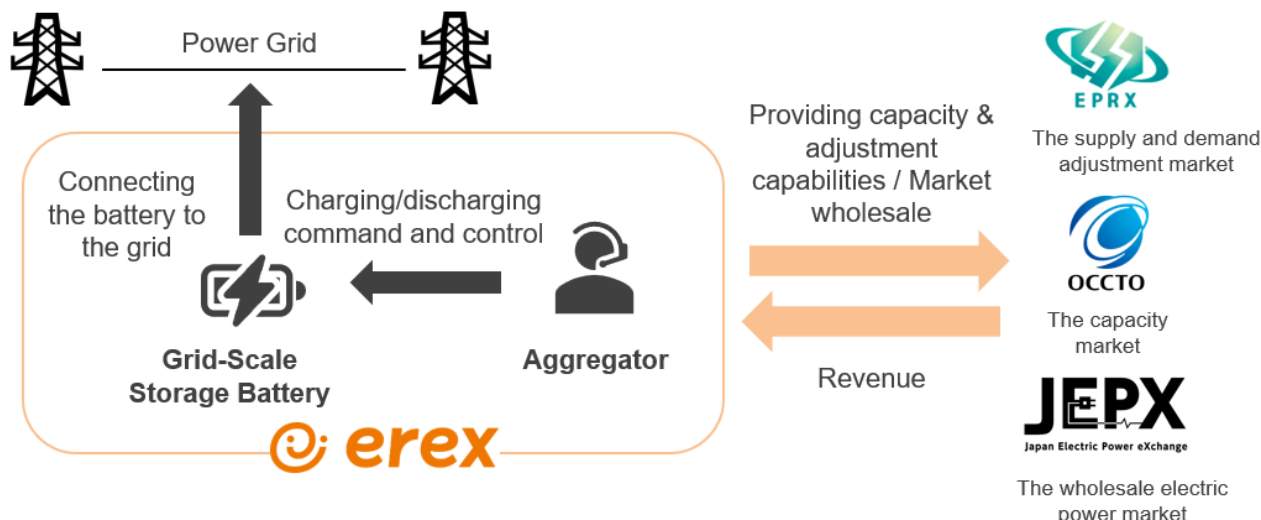 Power Grid
Connecting
the battery to
the grid
Charging/discharging
command and control
Grid-Scale
Storage Battery
Aggregator
erex
Providing capacity &
adjustment
capabilities / Market
wholesale
Revenue
EPRX
The supply and demand
adjustment market
OCCTO
The capacity
market
JEPX
Japan Electric Power eXchange
The wholesale electric
power market